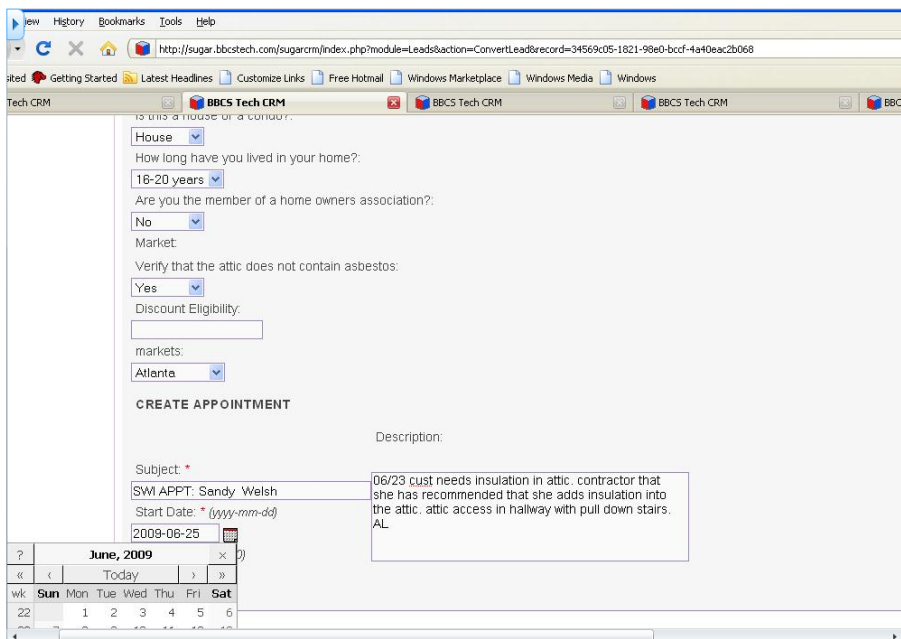 iew History Bookmarks Tools Help
http://sugar.bbcstech.com/sugarcrm/index.php?module=Leads&action=ConvertLead&record=34569c05-1821-98e0-bccf-4a40eac2b068
sited Getting Started Latest Headlines Customize Links Free Hotmail Windows Marketplace Windows Media Windows
Tech CRM BBCS Tech CRM BBCS Tech CRM BBCS Tech CRM BBC
Is this a House or a condo?:
House
How long have you lived in your home?:
16-20 years
Are you the member of a home owners association?:
No
Market:
Verify that the attic does not contain asbestos:
Yes
Discount Eligibility:
markets:
Atlanta
CREATE APPOINTMENT
Description:
Subject: *
SWI APPT: Sandy Welsh
06/23 cust needs insulation in attic. contractor that
she has recommended that she adds insulation into
the attic. attic access in hallway with pull down stairs.
AL
Start Date: * (yyyy-mm-dd)
2009-06-25
0)
? June, 2009 ×
« ‹ Today › »
wk Sun Mon Tue Wed Thu Fri Sat
22 1 2 3 4 5 6